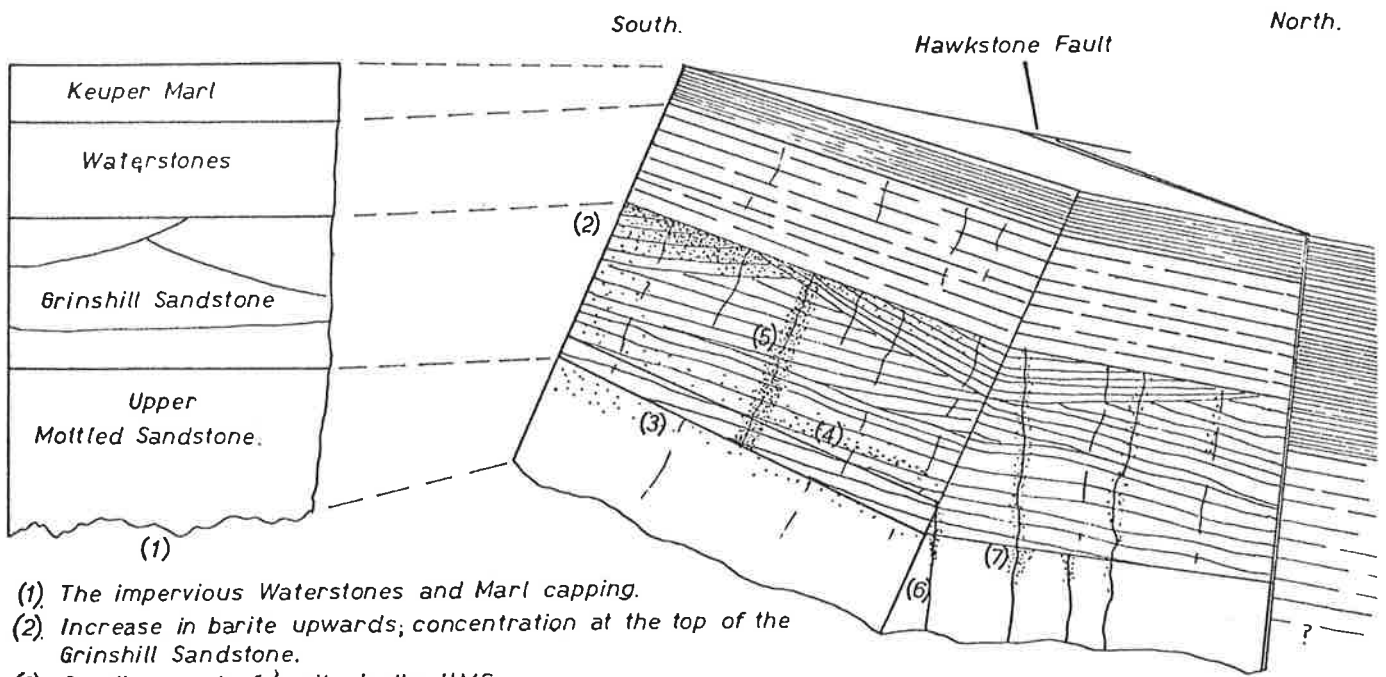 South.
North.
Hawkstone Fault
Keuper Marl
Waterstones
Grinshill Sandstone
Upper
Mottled Sandstone.
(1)
(2)
(3)
(4)
(5)
(6)
(7)
?
(1) The impervious Waterstones and Marl capping.
(2) Increase in barite upwards; concentration at the top of the
Grinshill Sandstone.